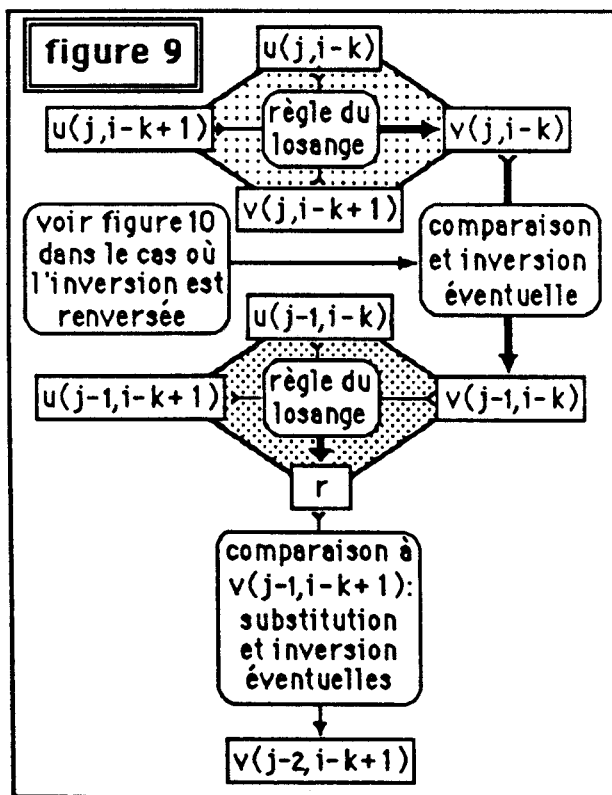 figure 9
u(j,i-k)
u(j,i-k+1)
règle du
losange
v(j,i-k)
v(j,i-k+1)
voir figure 10
dans le cas où
l'inversion est
renversée
comparaison
et inversion
éventuelle
u(j-1,i-k)
u(j-1,i-k+1)
règle du
losange
v(j-1,i-k)
r
comparaison à
v(j-1,i-k+1):
substitution
et inversion
éventuelles
v(j-2,i-k+1)